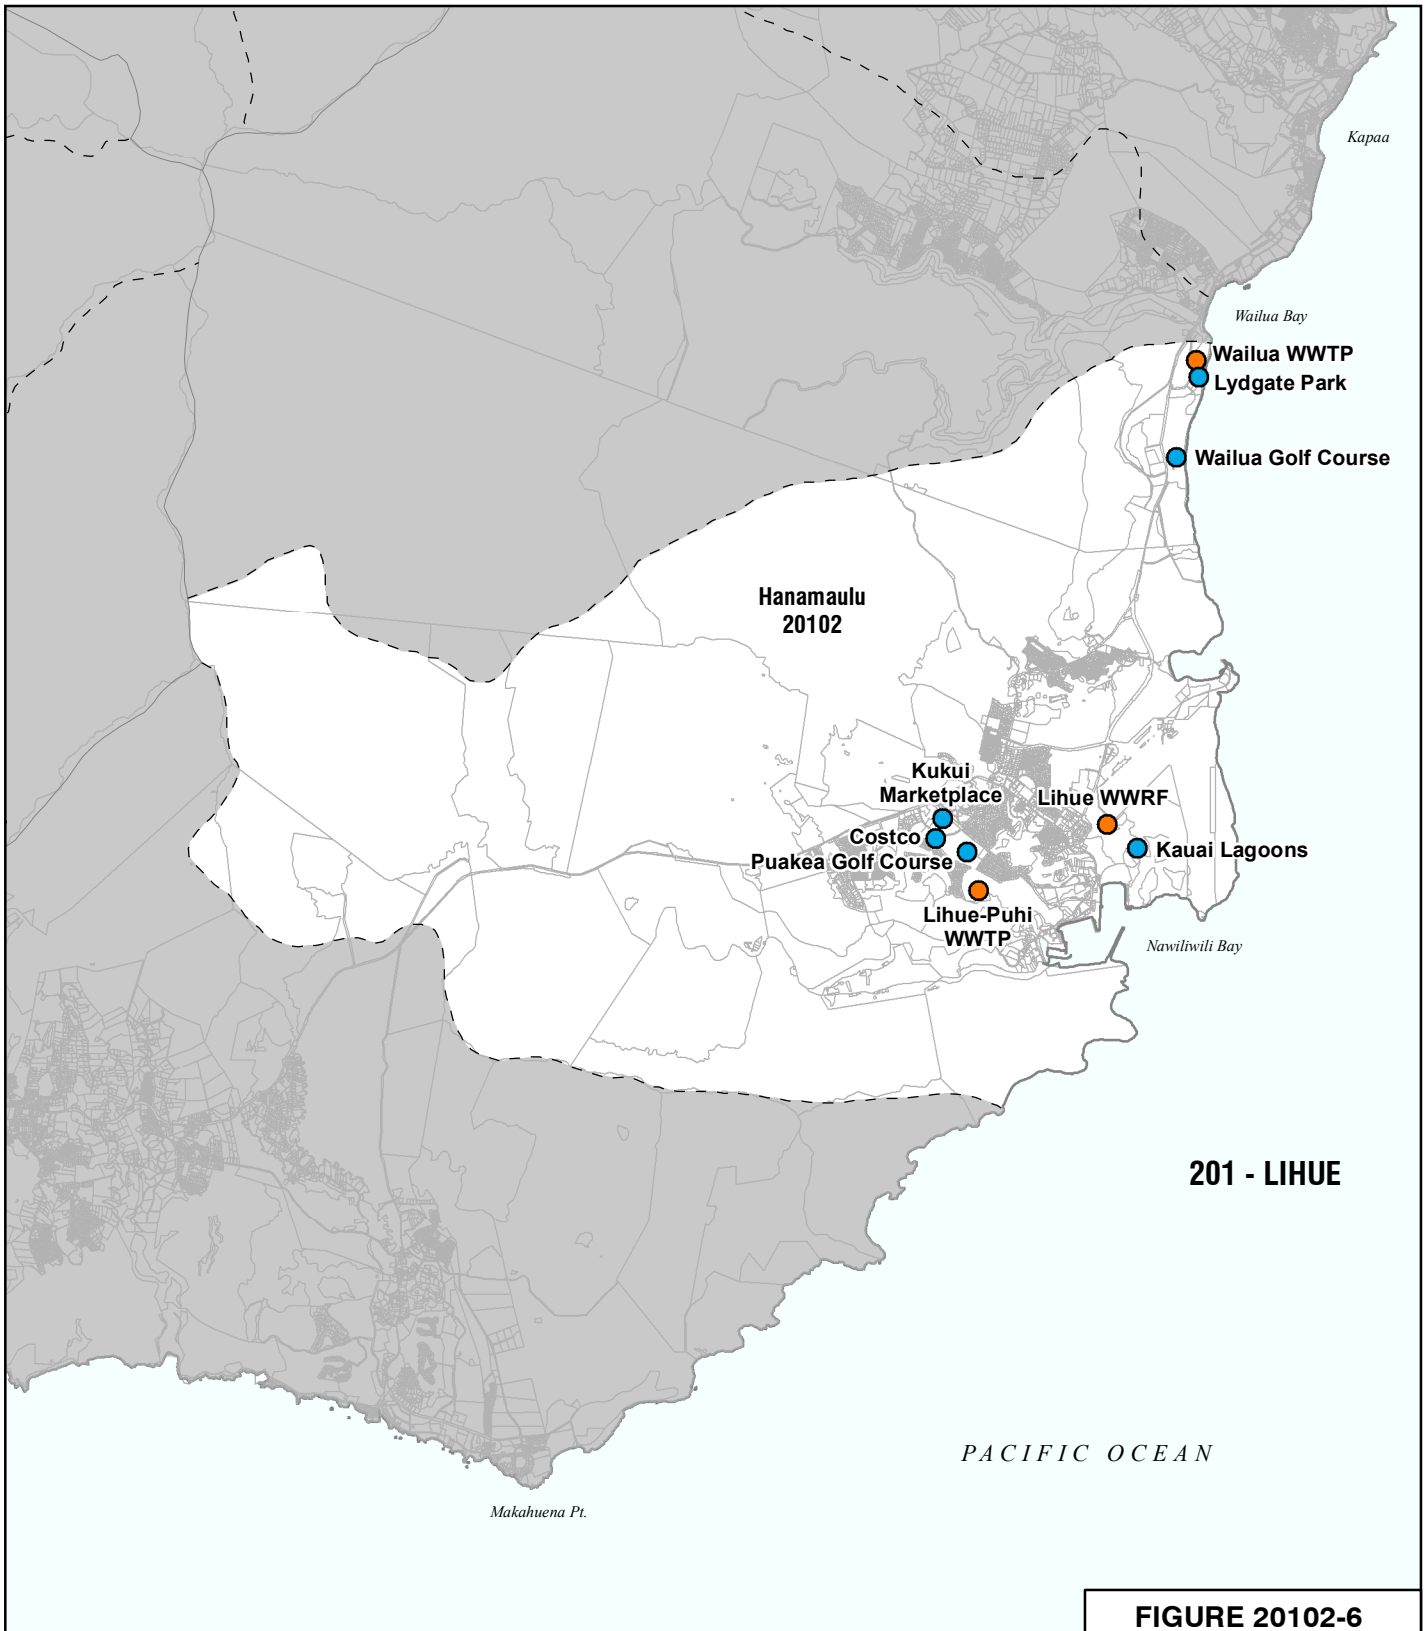 Kapaa
Wailua Bay
Wailua WWTP
Lydgate Park
Wailua Golf Course
Hanamaulu
20102
Kukui
Marketplace
Lihue WWRF
Costco
Kauai Lagoons
Puakea Golf Course
Lihue-Puhi
WWTP
Nawiliwili Bay
201 - LIHUE
PACIFIC OCEAN
Makahuena Pt.
FIGURE 20102-6